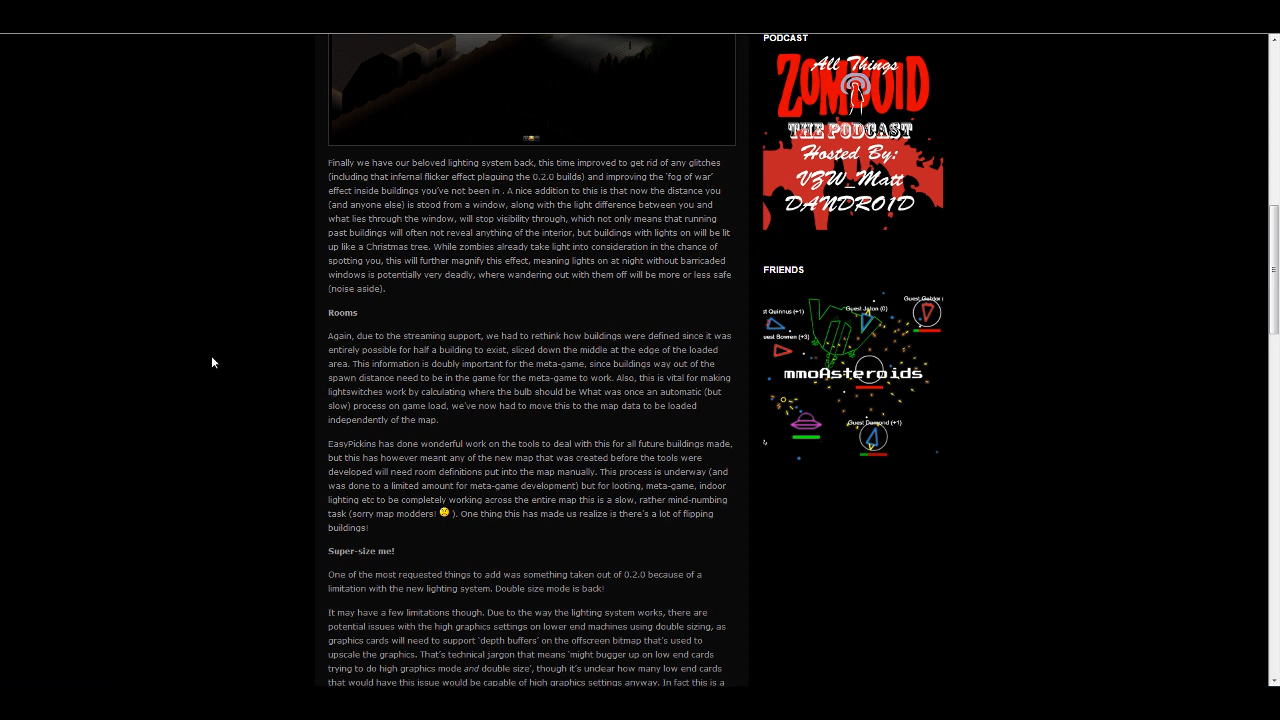 Finally we have our beloved lighting system back, this time improved to get rid of any glitches
(including that infernal flicker effect plaguing the 0.2.0 builds) and improving the 'fog of war'
effect inside buildings you've not been in . A nice addition to this is that now the distance you
(and anyone else) is stood from a window, along with the light difference between you and
what lies through the window, will stop visibility through, which not only means that running
past buildings will often not reveal anything of the interior, but buildings with lights on will be lit
up like a Christmas tree. While zombies already take light into consideration in the chance of
spotting you, this will further magnify this effect, meaning lights on at night without barricaded
windows is potentially very deadly, where wandering out with them off will be more or less safe
(noise aside).
Rooms
Again, due to the streaming support, we had to rethink how buildings were defined since it was
entirely possible for half a building to exist, sliced down the middle at the edge of the loaded
area. This information is doubly important for the meta-game, since buildings way out of the
spawn distance need to be in the game for the meta-game to work. Also, this is vital for making
lightswitches work by calculating where the bulb should be What was once an automatic (but
slow) process on game load, we've now had to move this to the map data to be loaded
independently of the map.
EasyPickins has done wonderful work on the tools to deal with this for all future buildings made,
but this has however meant any of the new map that was created before the tools were
developed will need room definitions put into the map manually. This process is underway (and
was done to a limited amount for meta-game development) but for looting, meta-game, indoor
lighting etc to be completely working across the entire map this is a slow, rather mind-numbing
task (sorry map modders! ). One thing this has made us realize is there's a lot of flipping
buildings!
Super-size me!
One of the most requested things to add was something taken out of 0.2.0 because of a
limitation with the new lighting system. Double size mode is back!
It may have a few limitations though. Due to the way the lighting system works, there are
potential issues with the high graphics settings on lower end machines using double sizing, as
graphics cards will need to support 'depth buffers' on the offscreen bitmap that's used to
upscale the graphics. That's technical jargon that means 'might bugger up on low end cards
trying to do high graphics mode and double size', though it's unclear how many low end cards
that would have this issue would be capable of high graphics settings anyway. In fact this is a
PODCAST
All Things
ZOMBOID
THE PODCAST
Hosted By:
VZW_Matt
DANDRO1D
FRIENDS
st Quinnus (+1)
Guest Jaton (0)
uest Bowen (+3)
mmoAsteroids
Guest Damond (+1)